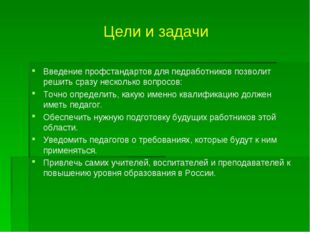 Цели и задачи
Введение профстандартов для педработников позволит
решить сразу несколько вопросов:
Точно определить, какую именно квалификацию должен
иметь педагог.
Обеспечить нужную подготовку будущих работников этой
области.
Уведомить педагогов о требованиях, которые будут к ним
применяться.
Привлечь самих учителей, воспитателей и преподавателей к
повышению уровня образования в России.